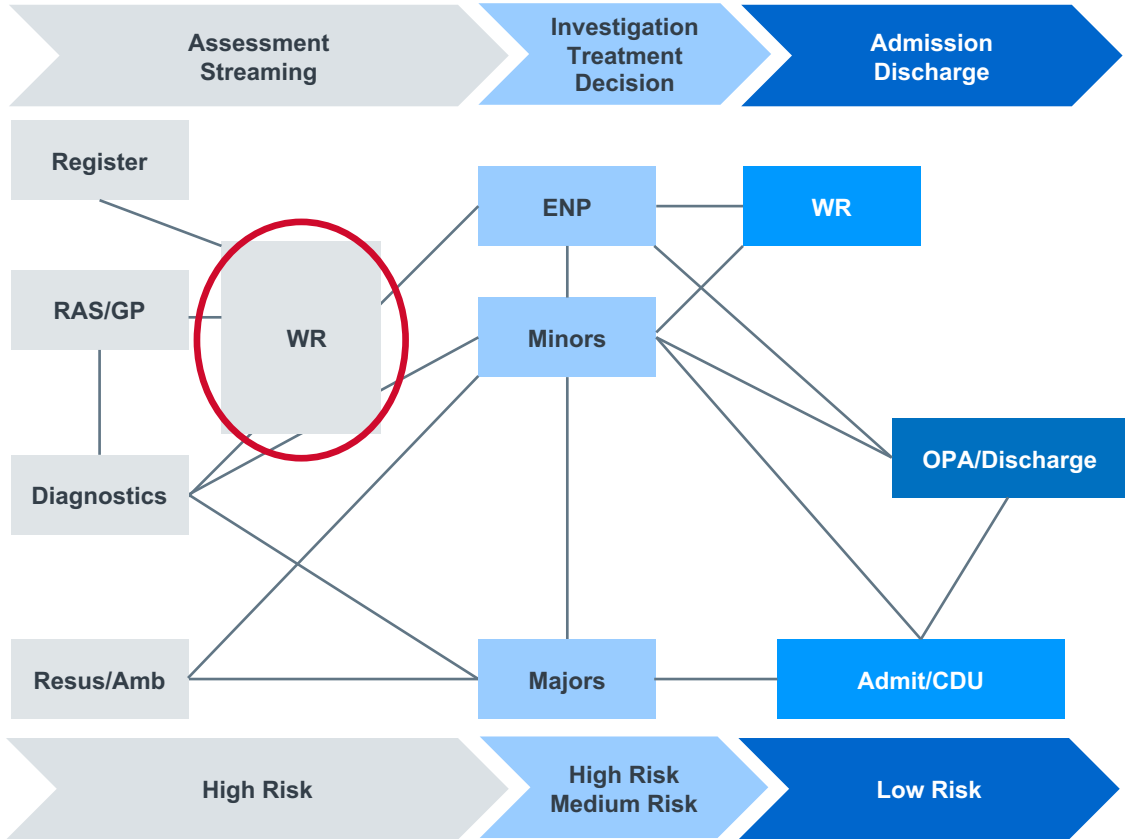 Assessment
Streaming
Investigation
Treatment
Decision
Admission
Discharge
Register
ENP
WR
RAS/GP
WR
Minors
Diagnostics
OPA/Discharge
Resus/Amb
Majors
Admit/CDU
High Risk
High Risk
Medium Risk
Low Risk